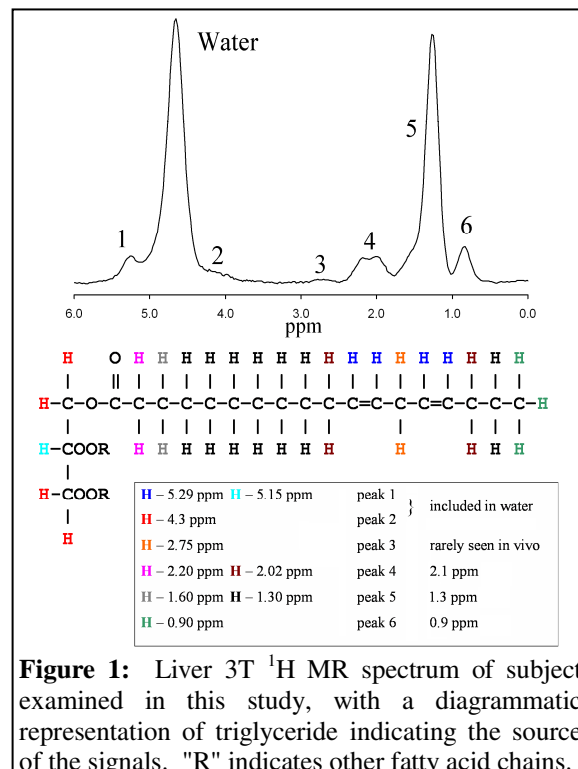 Water
5
1
2
3
4
6
6.0 5.0 4.0 3.0 2.0 1.0 0.0
ppm
H O H H H H H H H H H H H H H H H H H
H–C–O–C–C–C–C–C–C–C–C–C–C=C–C–C=C–C–C–C–H
H–COOR H H H H H H H H H H H H H
H–COOR
H
H – 5.29 ppm H – 5.15 ppm peak 1
} included in water
H – 4.3 ppm peak 2
H – 2.75 ppm peak 3 rarely seen in vivo
H – 2.20 ppm H – 2.02 ppm peak 4 2.1 ppm
H – 1.60 ppm H – 1.30 ppm peak 5 1.3 ppm
H – 0.90 ppm peak 6 0.9 ppm
Figure 1: Liver 3T ¹H MR spectrum of subject
examined in this study, with a diagrammatic
representation of triglyceride indicating the source
of the signals. "R" indicates other fatty acid chains.